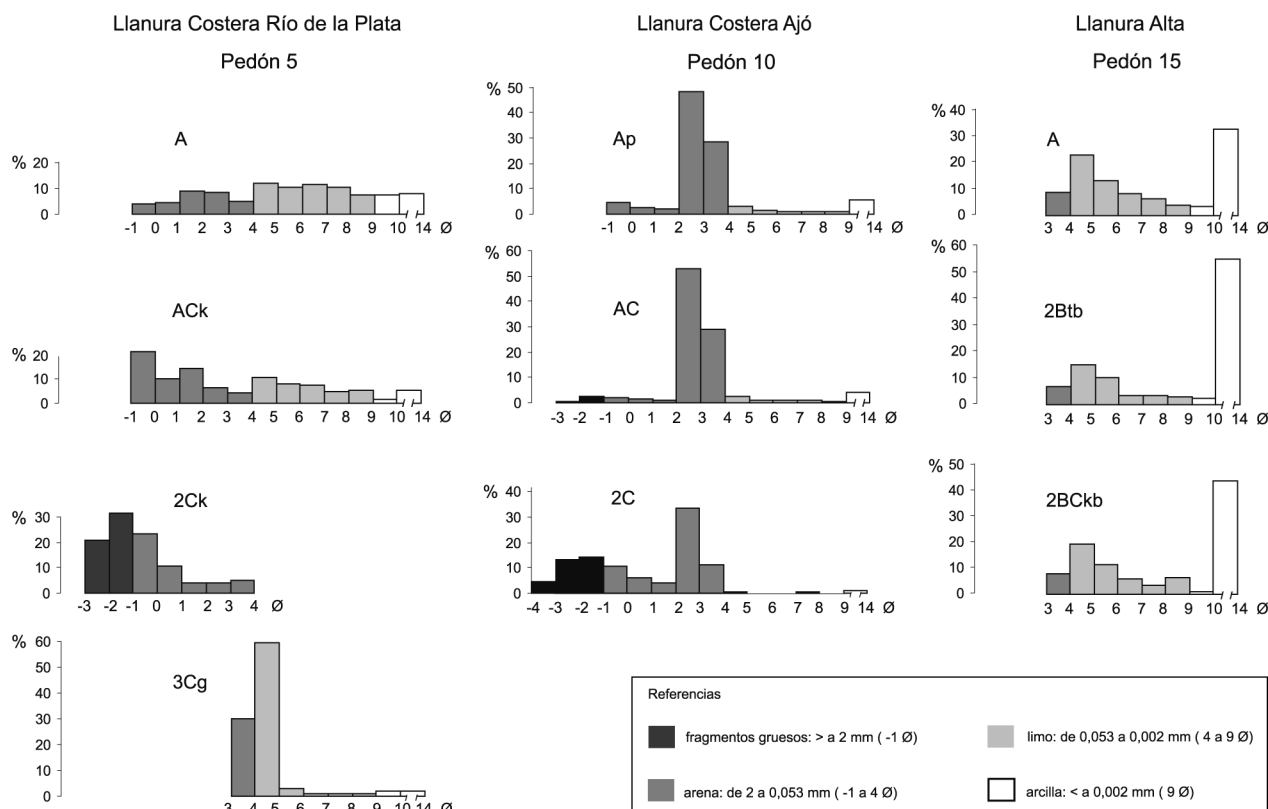 Llanura Costera Río de la Plata
Pedón 5
A
%
20
10
0
-1 0 1 2 3 4 5 6 7 8 9 10 14 Ø
ACk
%
20
10
0
-1 0 1 2 3 4 5 6 7 8 9 10 14 Ø
2Ck
%
30
20
10
0
-3 -2 -1 0 1 2 3 4 Ø
3Cg
%
60
50
40
30
20
10
0
3 4 5 6 7 8 9 10 14 Ø
Llanura Costera Ajó
Pedón 10
Ap
%
50
40
30
20
10
0
-1 0 1 2 3 4 5 6 7 8 9 14 Ø
AC
%
60
50
40
30
20
10
0
-3 -2 -1 0 1 2 3 4 5 6 7 8 9 14 Ø
2C
%
40
30
20
10
0
-4 -3 -2 -1 0 1 2 3 4 5 6 7 8 9 14 Ø
Llanura Alta
Pedón 15
A
%
40
30
20
10
0
3 4 5 6 7 8 9 10 14 Ø
2Btb
%
60
50
40
30
20
10
0
3 4 5 6 7 8 9 10 14 Ø
2BCkb
%
50
40
30
20
10
0
3 4 5 6 7 8 9 10 14 Ø
Referencias
fragmentos gruesos: > a 2 mm ( -1 Ø)
limo: de 0,053 a 0,002 mm ( 4 a 9 Ø)
arena: de 2 a 0,053 mm ( -1 a 4 Ø)
arcilla: < a 0,002 mm ( 9 Ø)